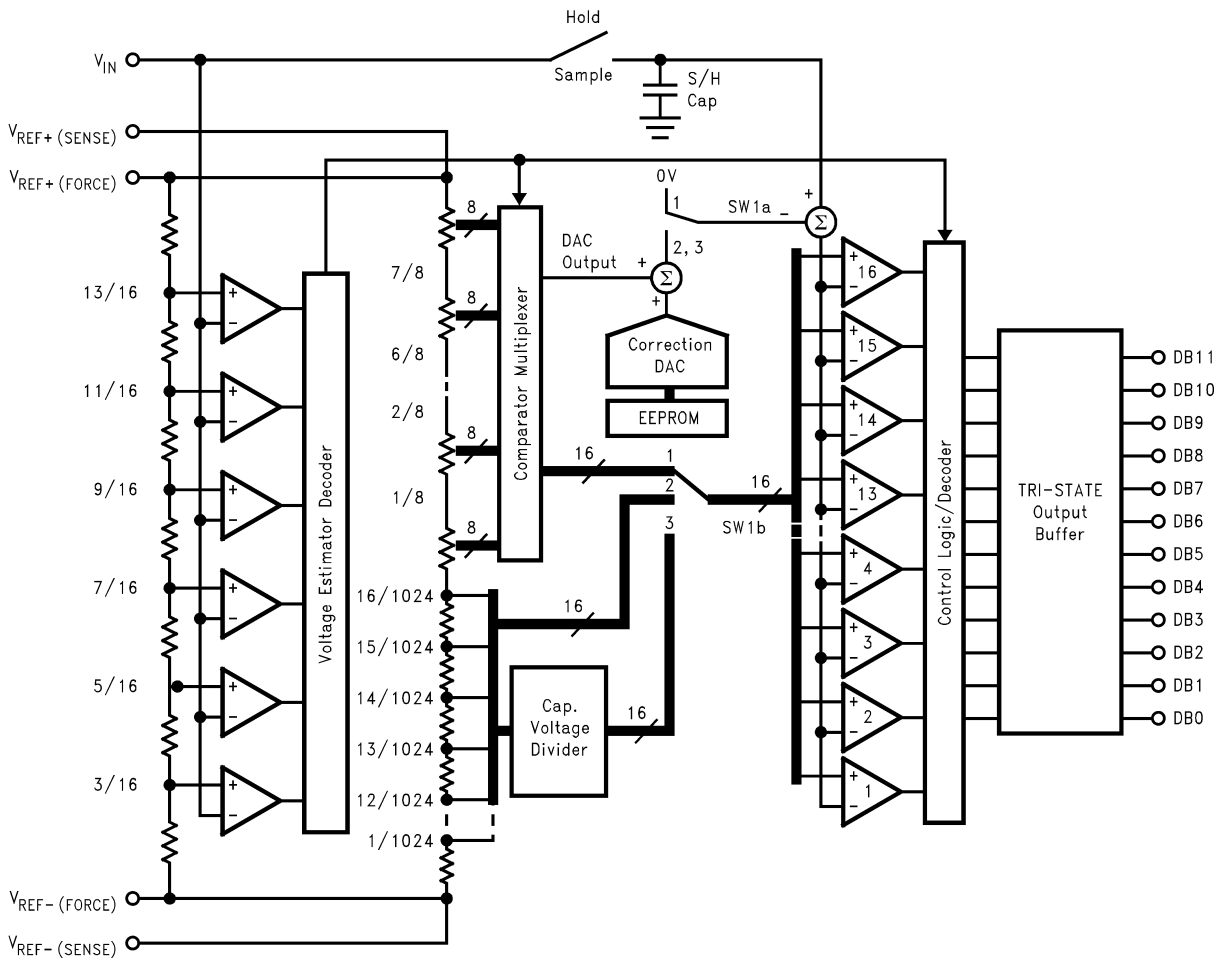 Hold
V IN
Sample
S/H
Cap
V REF+ (SENSE)
V REF+ (FORCE)
0V
1
SW1a
+
−
Σ
2, 3
DAC
Output
+
Σ
+
Correction
DAC
EEPROM
13/16
11/16
9/16
7/16
5/16
3/16
+
−
+
−
+
−
+
−
+
−
+
−
Voltage Estimator Decoder
8
7/8
8
6/8
2/8
8
1/8
8
Comparator Multiplexer
16/1024
15/1024
14/1024
13/1024
12/1024
1/1024
16
1
2
3
16
SW1b
16
Cap.
Voltage
Divider
16
+
16
−
+
15
−
+
14
−
+
13
−
+
4
−
+
3
−
+
2
−
+
1
−
Control Logic/Decoder
TRI-STATE
Output
Buffer
DB11
DB10
DB9
DB8
DB7
DB6
DB5
DB4
DB3
DB2
DB1
DB0
V REF− (FORCE)
V REF− (SENSE)